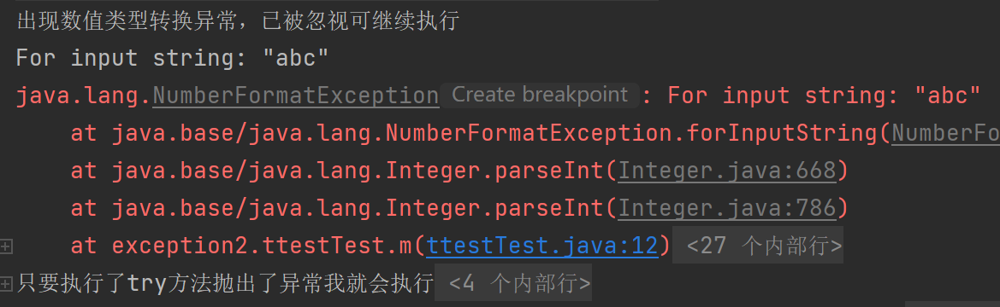 出现数值类型转换异常，已被忽视可继续执行
For input string: "abc"
java.lang.NumberFormatException Create breakpoint : For input string: "abc"
at java.base/java.lang.NumberFormatException.forInputString(NumberFo
at java.base/java.lang.Integer.parseInt(Integer.java:668)
at java.base/java.lang.Integer.parseInt(Integer.java:786)
at exception2.ttestTest.m(ttestTest.java:12) <27 个内部行>
只要执行了try方法抛出了异常我就会执行 <4 个内部行>